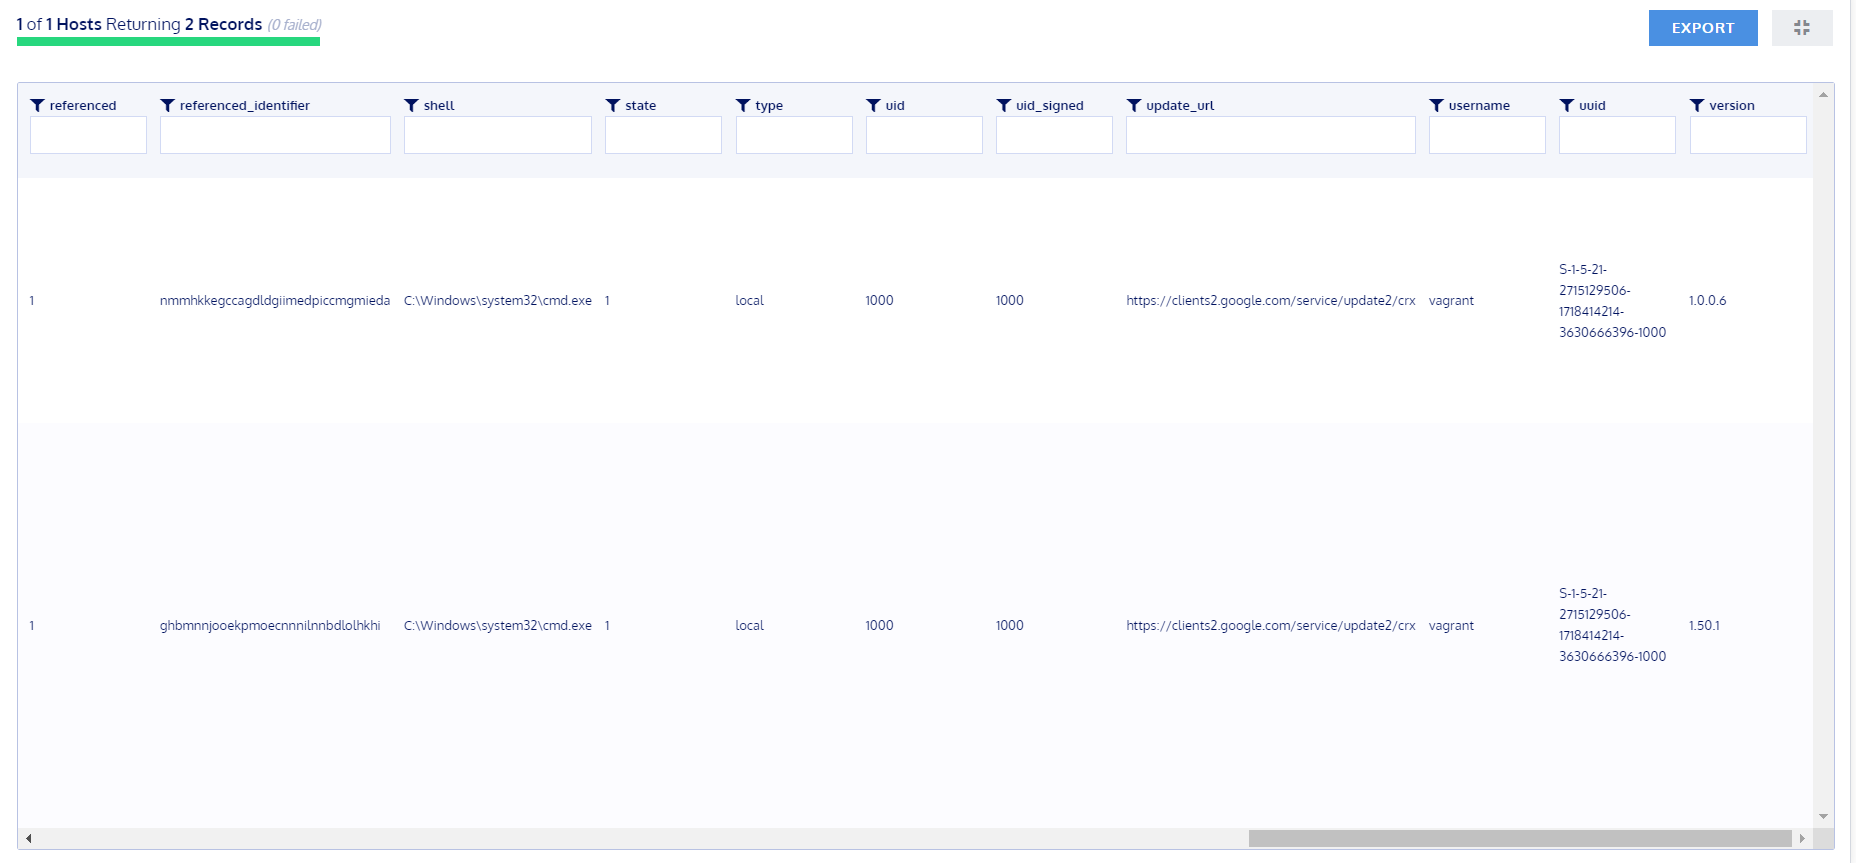 1 of 1 Hosts Returning 2 Records (0 failed)
EXPORT
referenced referenced_identifier shell state type uid uid_signed update_url username uuid version
1 nmmhkkegccagdldgiimedpiccmgmieda C:\Windows\system32\cmd.exe 1 local 1000 1000 https://clients2.google.com/service/update2/crx vagrant S-1-5-21-
2715129506-
1718414214-
3630666396-1000 1.0.0.6
1 ghbmnnjooekpmoecnnnilnnbdlolhkhi C:\Windows\system32\cmd.exe 1 local 1000 1000 https://clients2.google.com/service/update2/crx vagrant S-1-5-21-
2715129506-
1718414214-
3630666396-1000 1.50.1